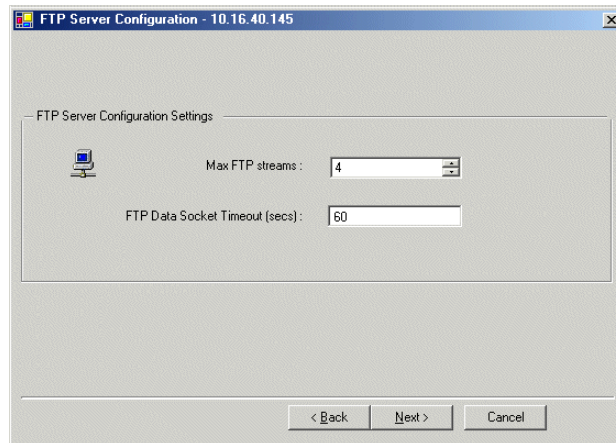 FTP Server Configuration - 10.16.40.145
FTP Server Configuration Settings
Max FTP streams : 4
FTP Data Socket Timeout (secs) : 60
< Back Next > Cancel